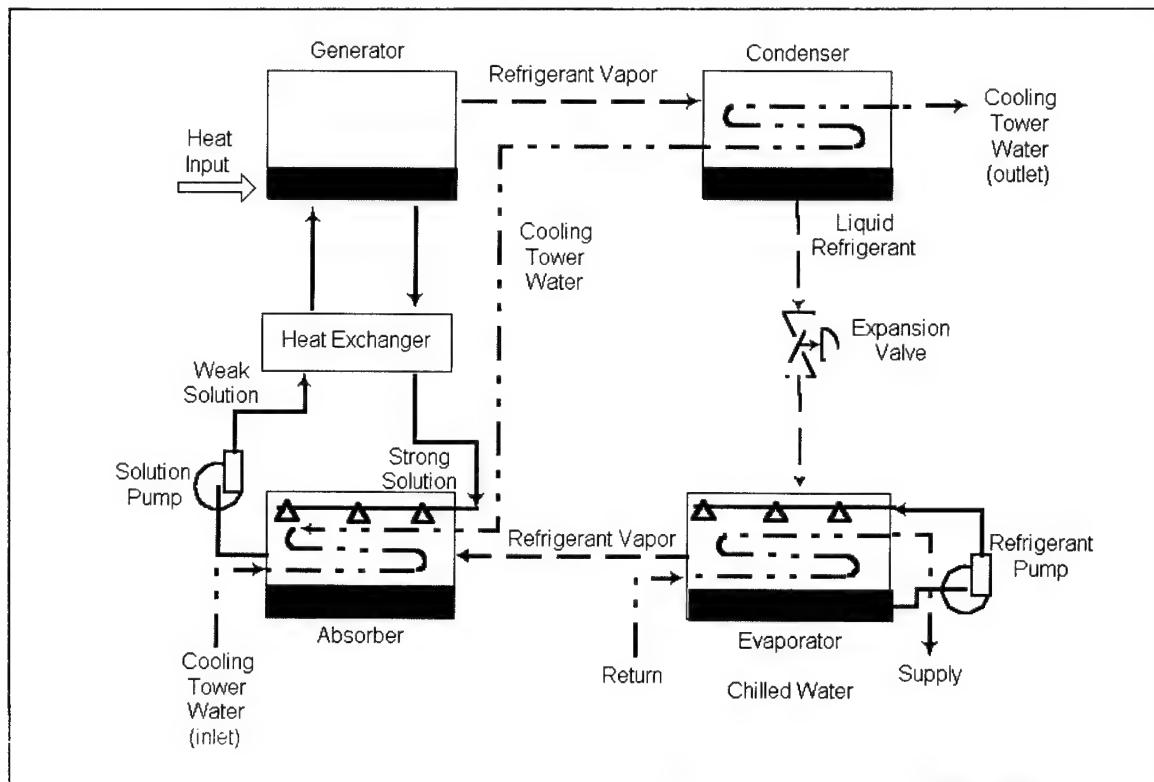 Generator
Condenser
Refrigerant Vapor
Cooling
Tower
Water
(outlet)
Heat
Input
Cooling
Tower
Water
Liquid
Refrigerant
Heat Exchanger
Expansion
Valve
Weak
Solution
Solution
Pump
Strong
Solution
Refrigerant Vapor
Refrigerant
Pump
Absorber
Evaporator
Cooling
Tower
Water
(inlet)
Return
Chilled Water
Supply